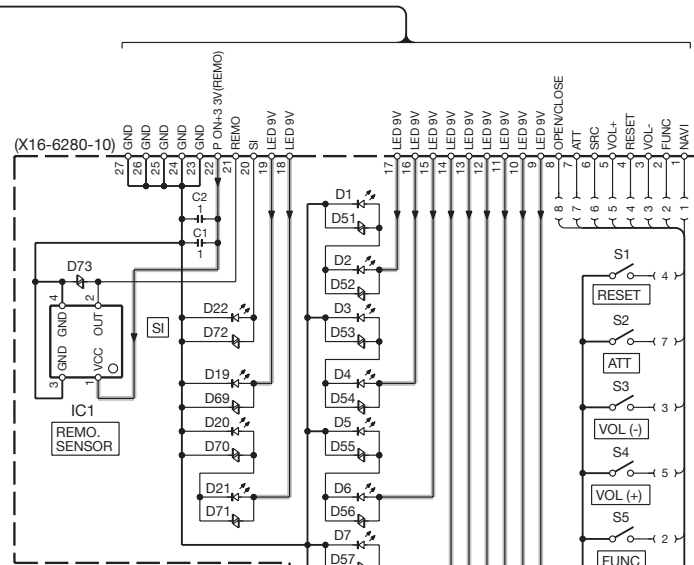 (X16-6280-10)
GND
GND
GND
GND
GND
P ON+3 3V(REMO)
REMO
SI
LED 9V
LED 9V
LED 9V
LED 9V
LED 9V
LED 9V
LED 9V
LED 9V
LED 9V
LED 9V
LED 9V
OPEN/CLOSE
ATT
SRC
VOL+
RESET
VOL-
FUNC
NAVI
27
26
25
24
23
22
21
20
19
18
17
16
15
14
13
12
11
10
9
8
7
6
5
4
3
2
1
8
7
6
5
4
3
2
1
C2
1
C1
1
D73
4
GND
2
OUT
GND
3
VCC
1
SI
IC1
REMO.
SENSOR
D22
D72
D19
D69
D20
D70
D21
D71
D1
D51
D2
D52
D3
D53
D4
D54
D5
D55
D6
D56
D7
D57
S1
4
RESET
S2
7
ATT
S3
3
VOL (-)
S4
5
VOL (+)
S5
2
FUNC